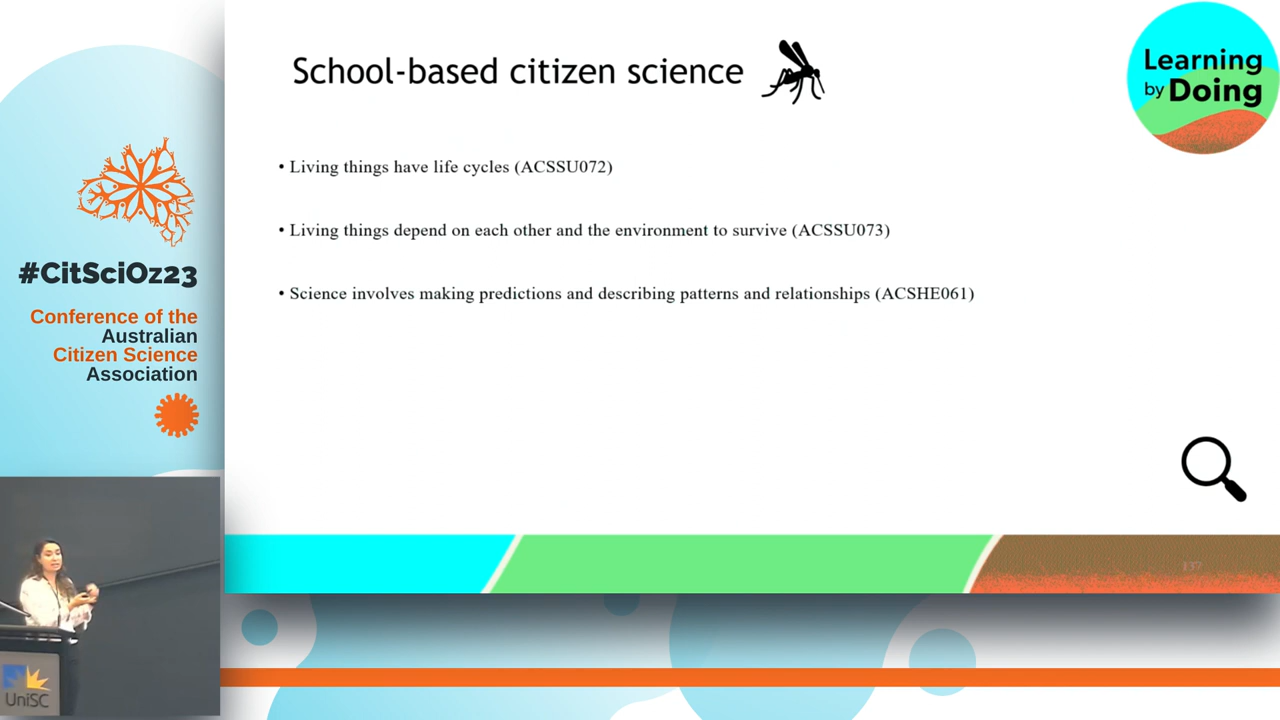 School-based citizen science
Learning
by Doing
• Living things have life cycles (ACSSU072)
• Living things depend on each other and the environment to survive (ACSSU073)
• Science involves making predictions and describing patterns and relationships (ACSHE061)
#CitSciOz23
Conference of the
Australian
Citizen Science
Association
137
UniSC